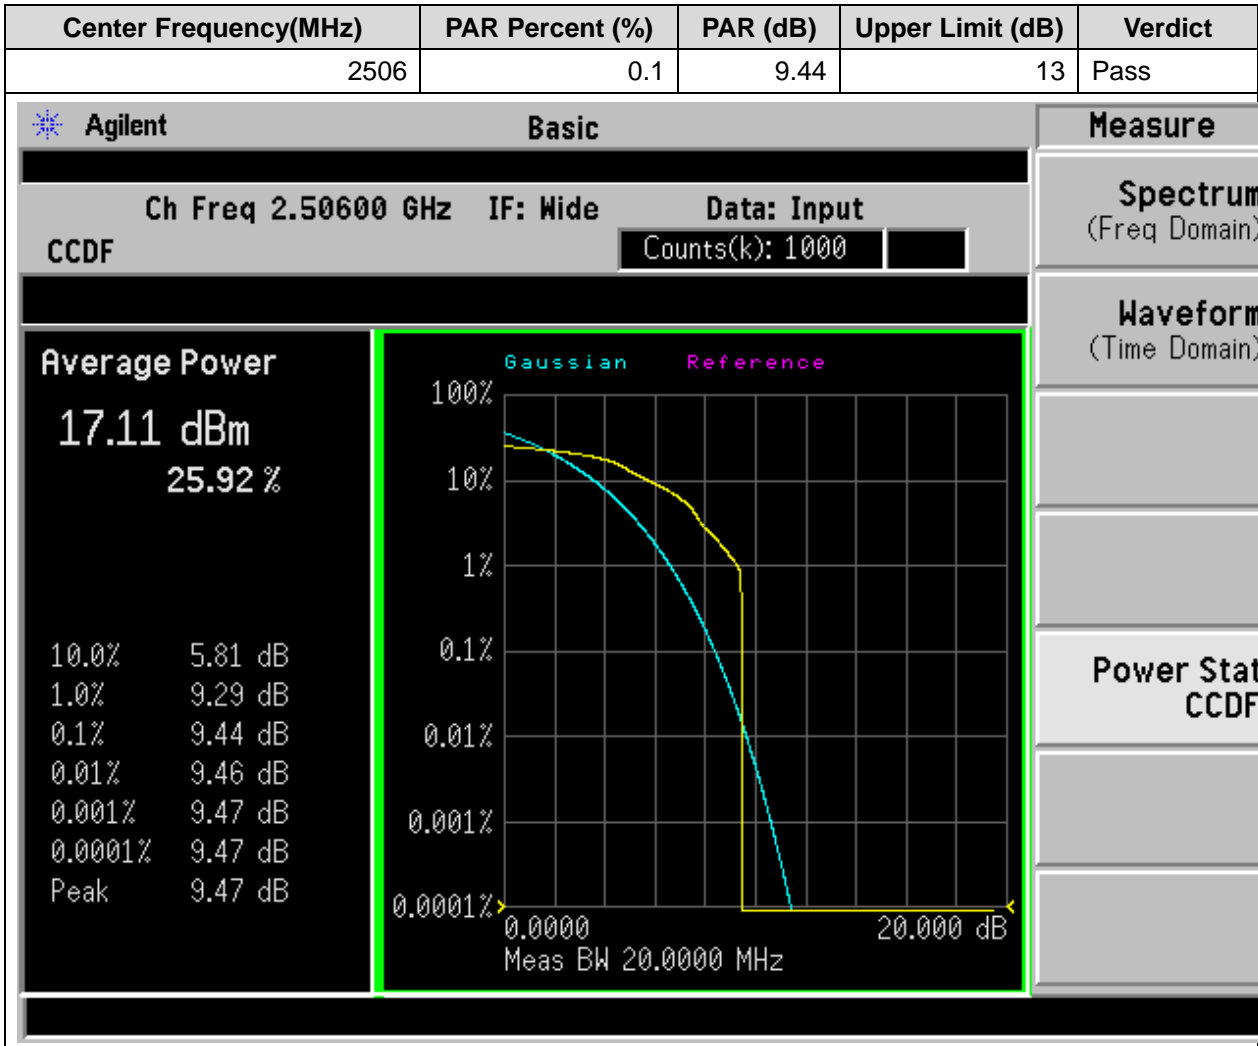 Center Frequency(MHz) PAR Percent (%) PAR (dB) Upper Limit (dB) Verdict
2506 0.1 9.44 13 Pass
Agilent Basic Measure
Ch Freq 2.50600 GHz IF: Wide Data: Input
CCDF Counts(k): 1000
Spectrum
(Freq Domain)
Waveform
(Time Domain)
Power Stat
CCDF
Average Power
17.11 dBm
25.92 %
10.0% 5.81 dB
1.0% 9.29 dB
0.1% 9.44 dB
0.01% 9.46 dB
0.001% 9.47 dB
0.0001% 9.47 dB
Peak 9.47 dB
Gaussian Reference
100%
10%
1%
0.1%
0.01%
0.001%
0.0001%
0.0000 20.000 dB
Meas BW 20.0000 MHz